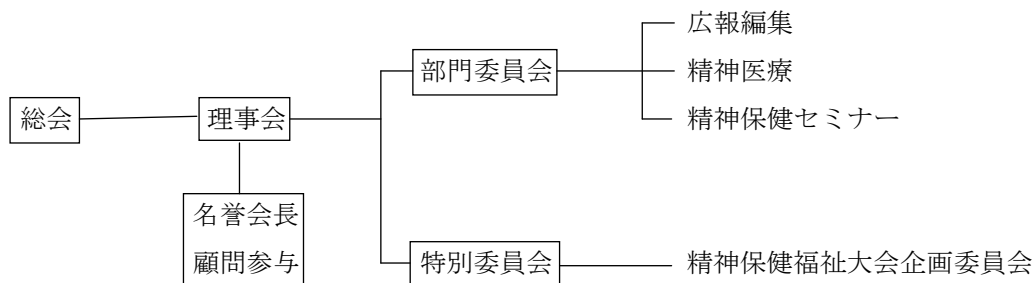 総会
理事会
名誉会長
顧問参与
部門委員会
広報編集
精神医療
精神保健セミナー
特別委員会
精神保健福祉大会企画委員会